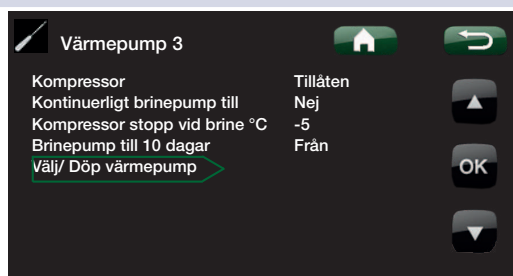 Värmepump 3
Kompressor Tillåten
Kontinuerligt brinepump till Nej
Kompressor stopp vid brine °C -5
Brinepump till 10 dagar Från
Välj/ Döp värmepump
OK